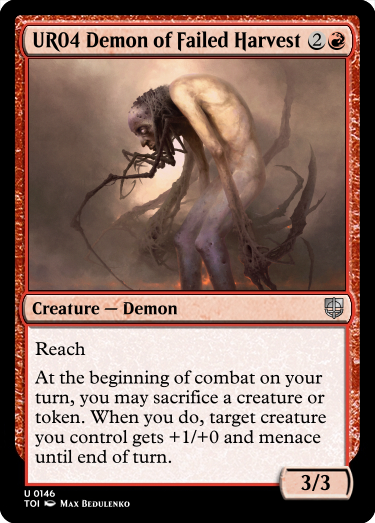 UR04 Demon of Failed Harvest 2
Creature — Demon
Reach
At the beginning of combat on your
turn, you may sacrifice a creature or
token. When you do, target creature
you control gets +1/+0 and menace
until end of turn.
3/3
U 0146
TOI Max Bedulenko